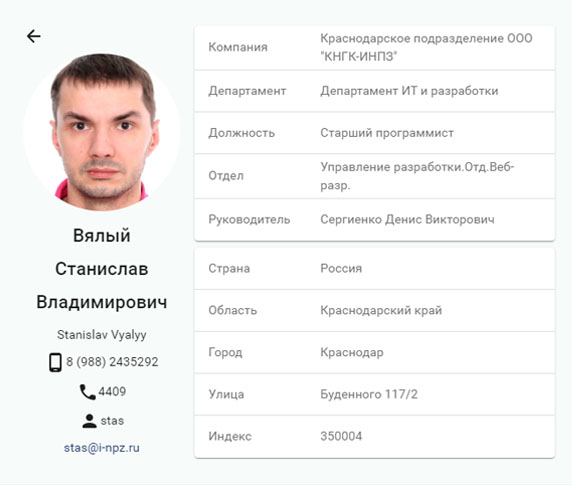 Вялый
Станислав
Владимирович
Stanislav Vyalyy
8 (988) 2435292
4409
stas
stas@i-npz.ru
Компания Краснодарское подразделение ООО
"КНГК-ИНПЗ"
Департамент Департамент ИТ и разработки
Должность Старший программист
Отдел Управление разработки.Отд.Веб-
разр.
Руководитель Сергиенко Денис Викторович
Страна Россия
Область Краснодарский край
Город Краснодар
Улица Буденного 117/2
Индекс 350004